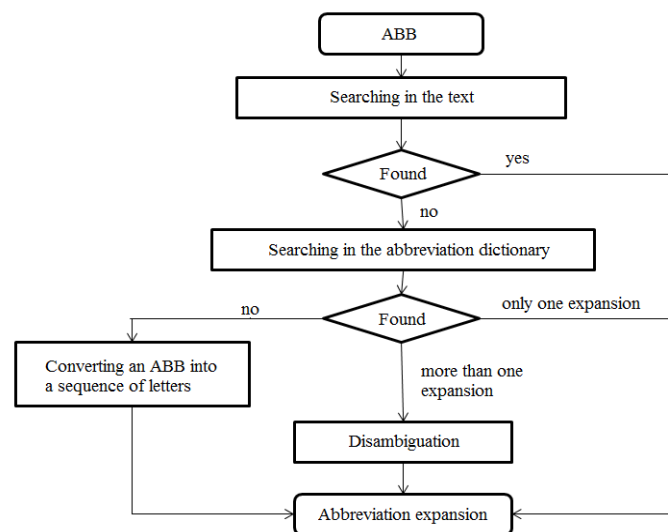 ABB
Searching in the text
Found
yes
no
Searching in the abbreviation dictionary
no
Found
only one expansion
Converting an ABB into
a sequence of letters
more than one
expansion
Disambiguation
Abbreviation expansion